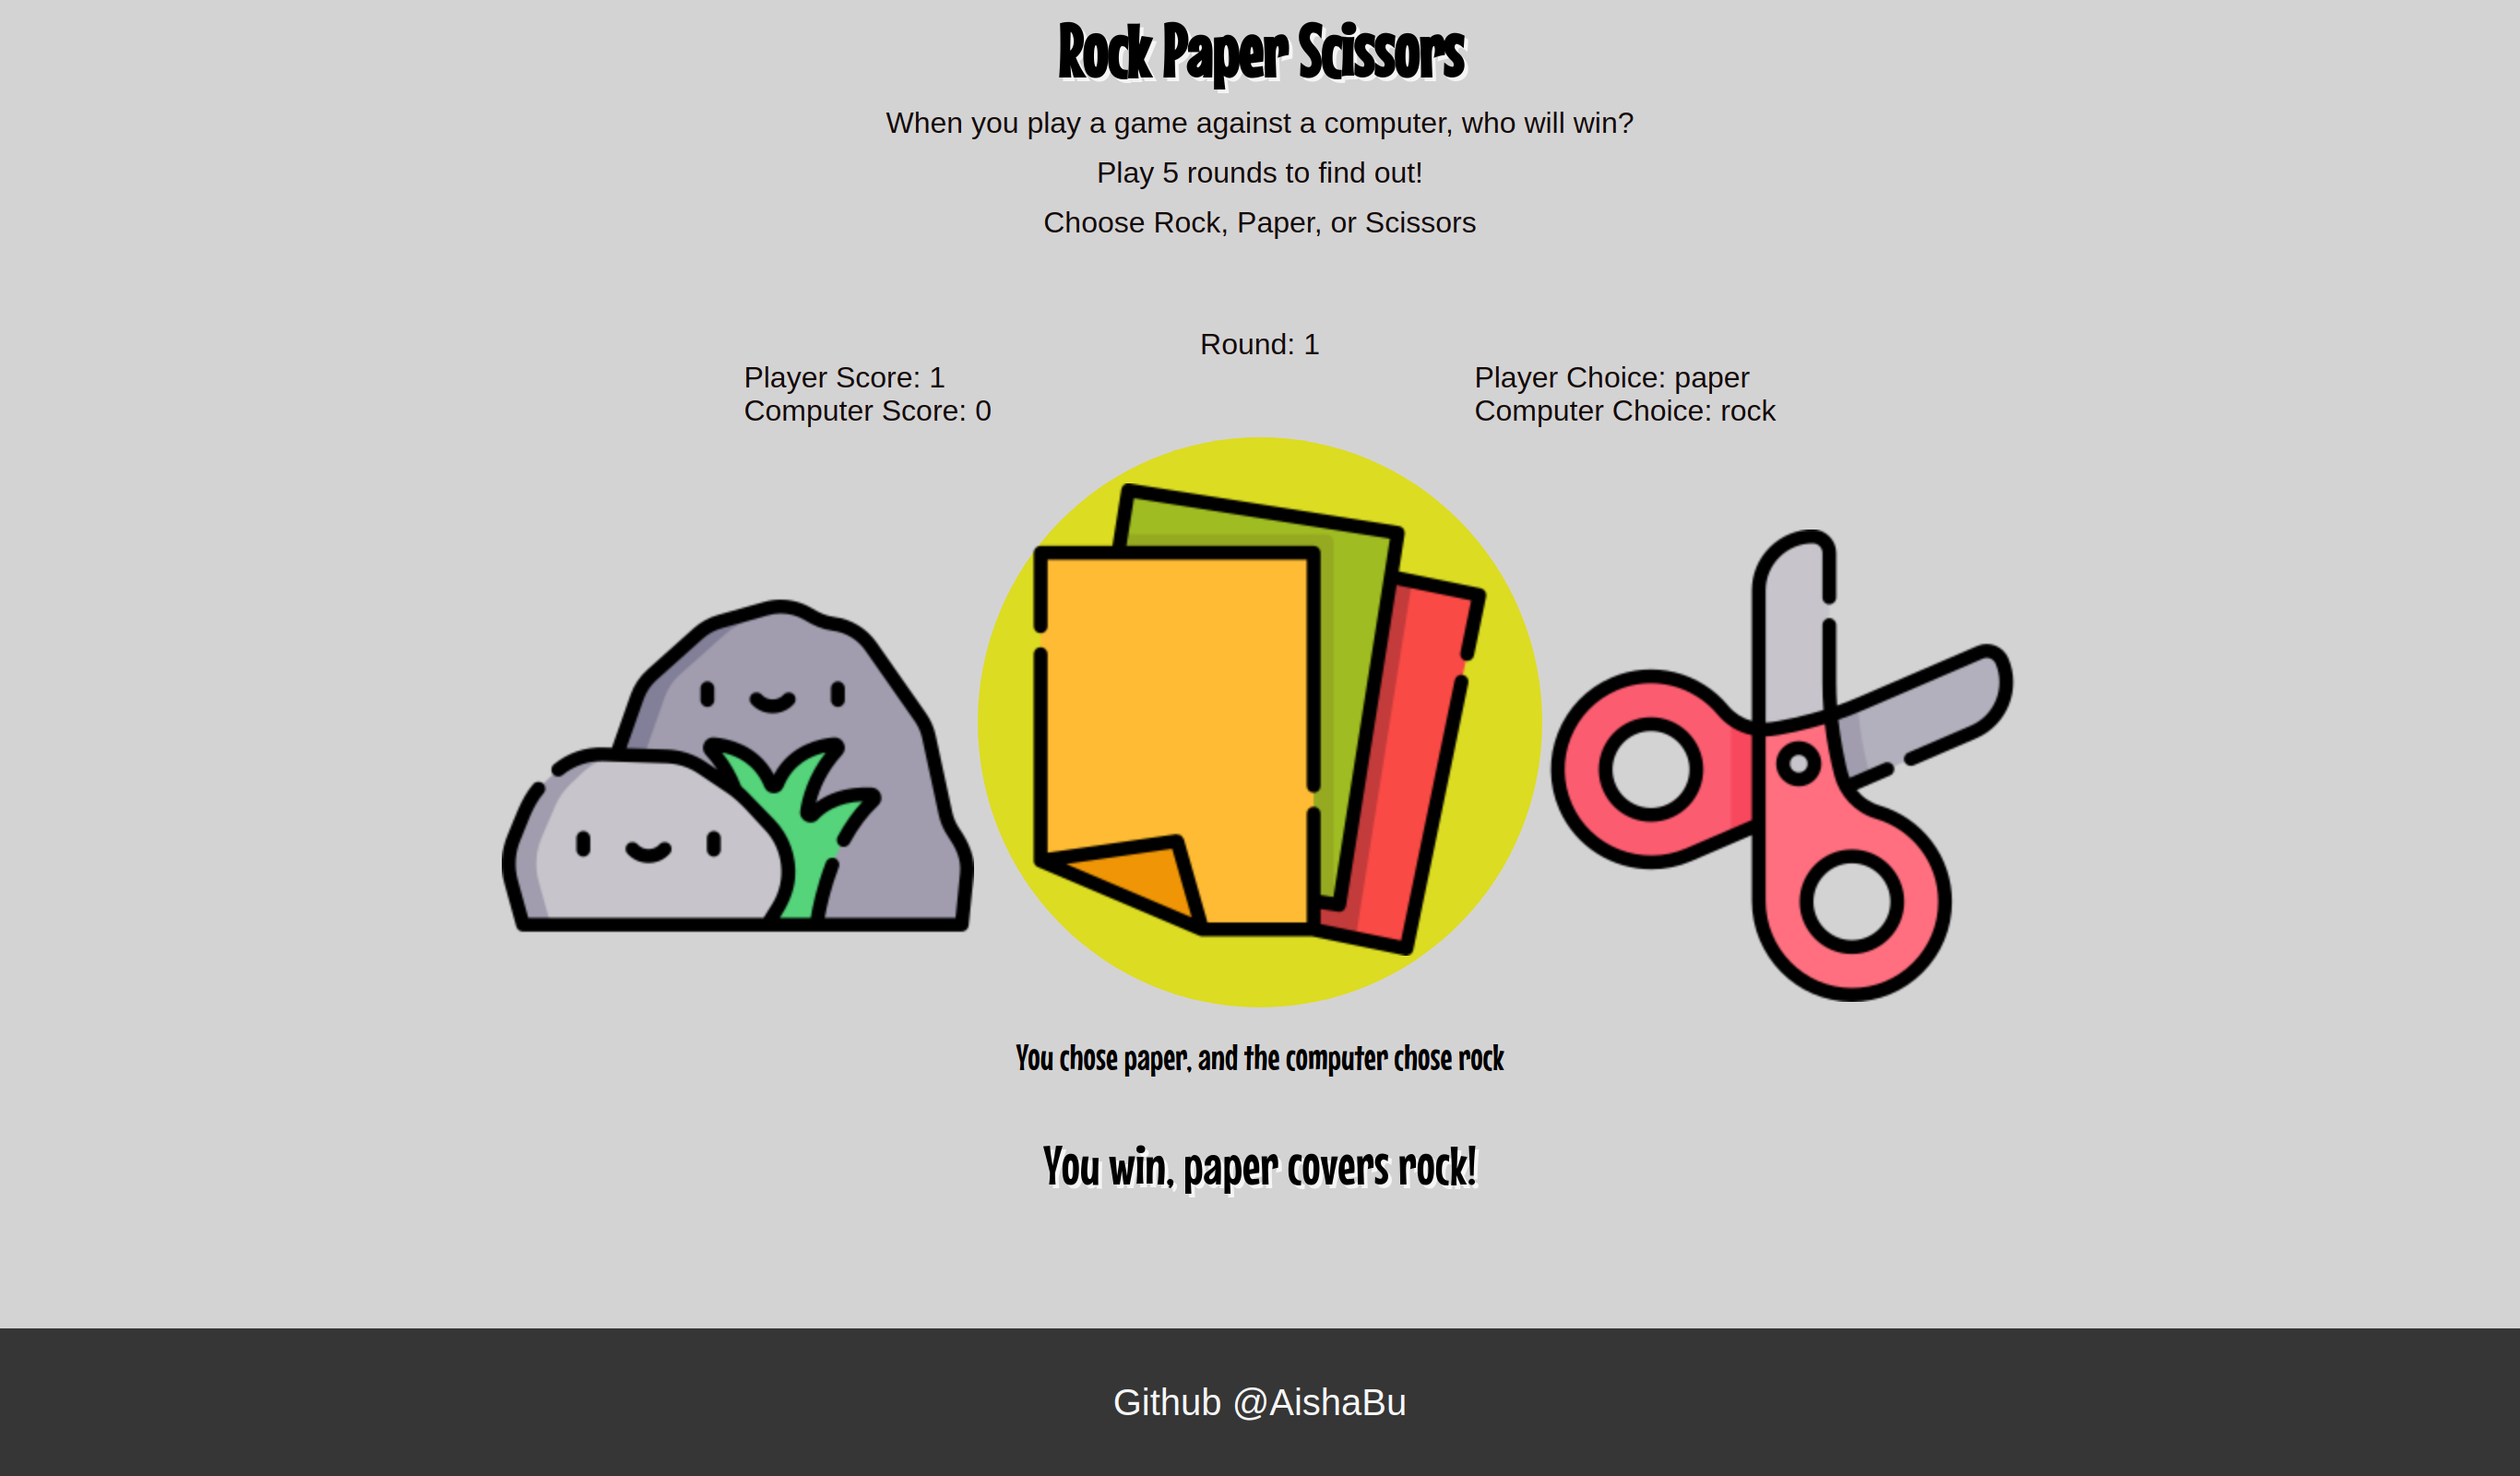 Rock Paper Scissors
When you play a game against a computer, who will win?
Play 5 rounds to find out!
Choose Rock, Paper, or Scissors
Round: 1
Player Score: 1
Computer Score: 0
Player Choice: paper
Computer Choice: rock
You chose paper, and the computer chose rock
You win, paper covers rock!
Github @AishaBu